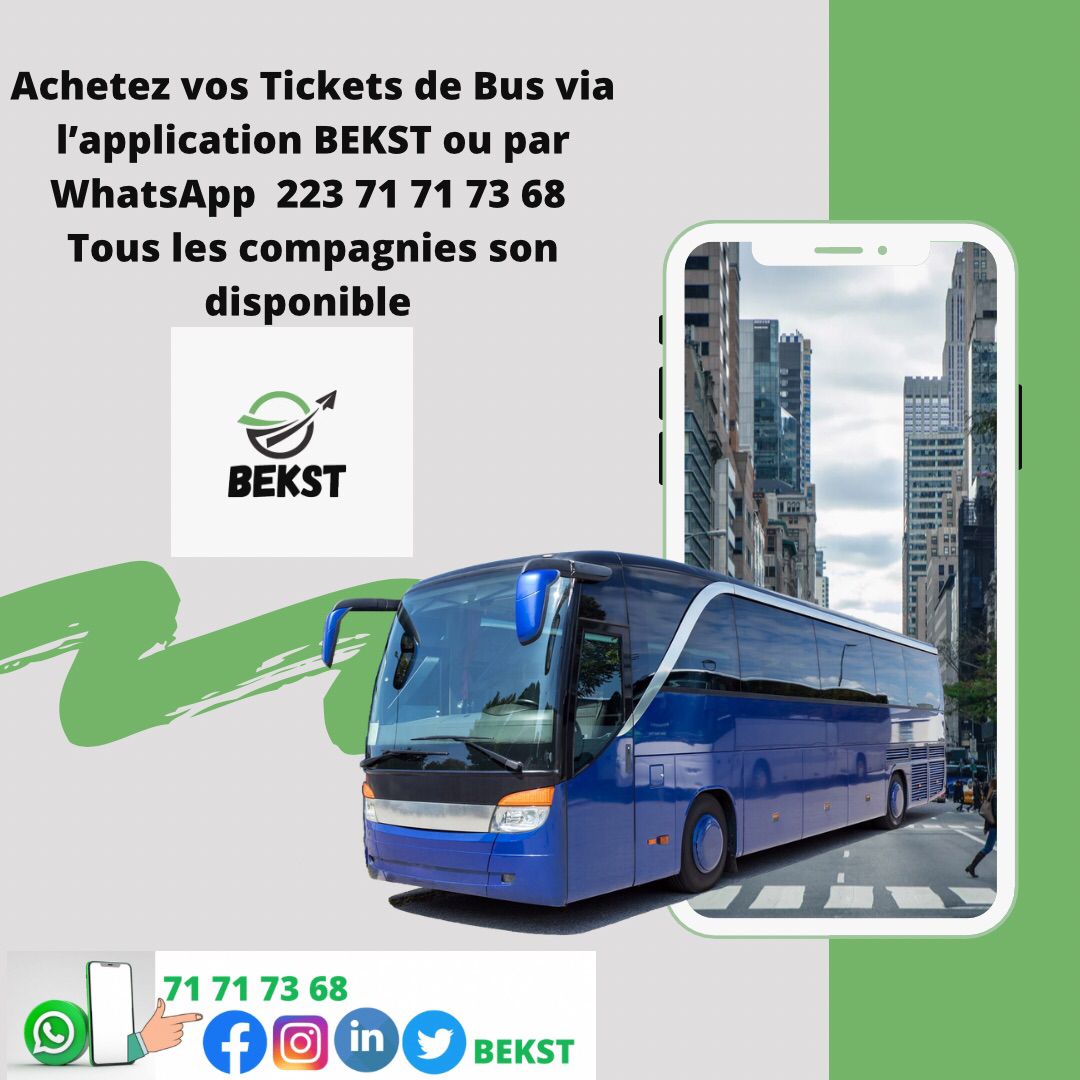 Achetez vos Tickets de Bus via
l’application BEKST ou par
WhatsApp  223 71 71 73 68
Tous les compagnies son
disponible
BEKST
71 71 73 68
BEKST